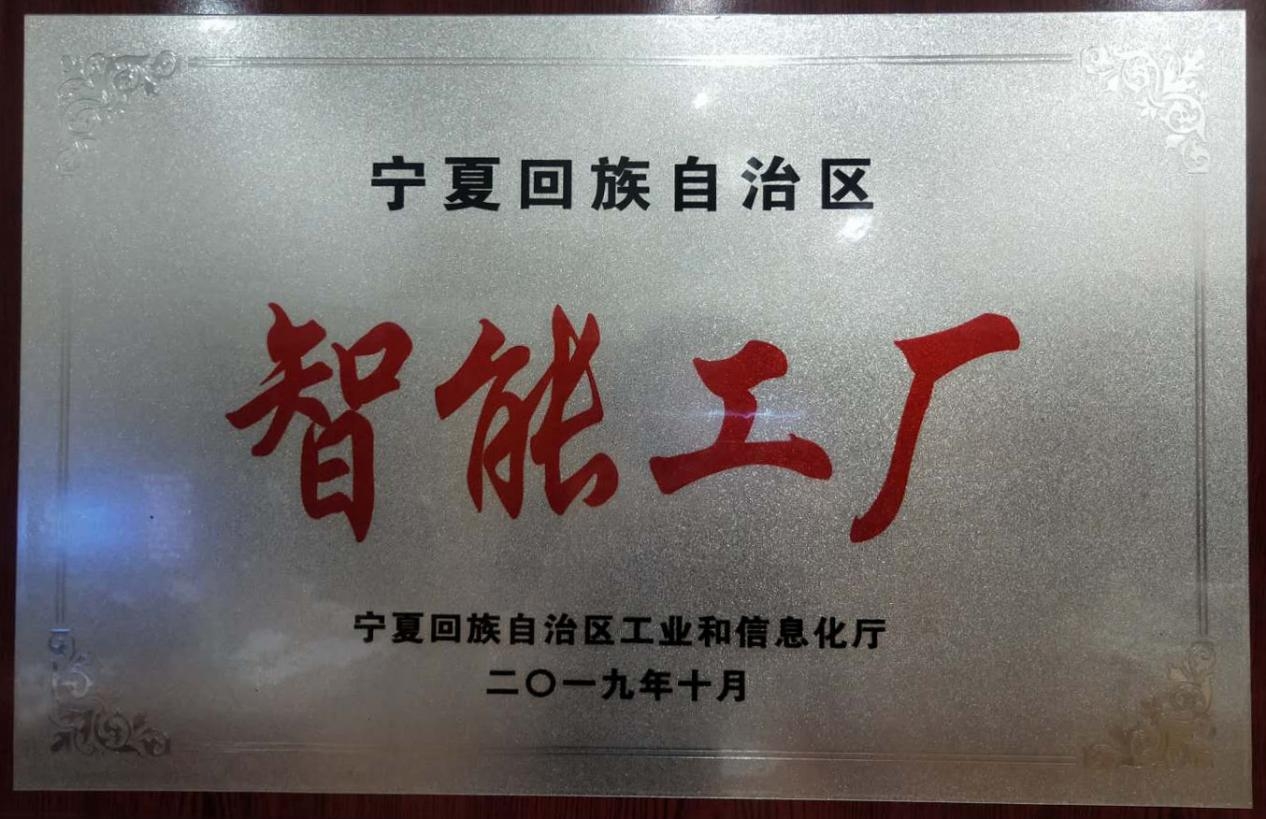 宁夏回族自治区
智能工厂
宁夏回族自治区工业和信息化厅
二〇一九年十月